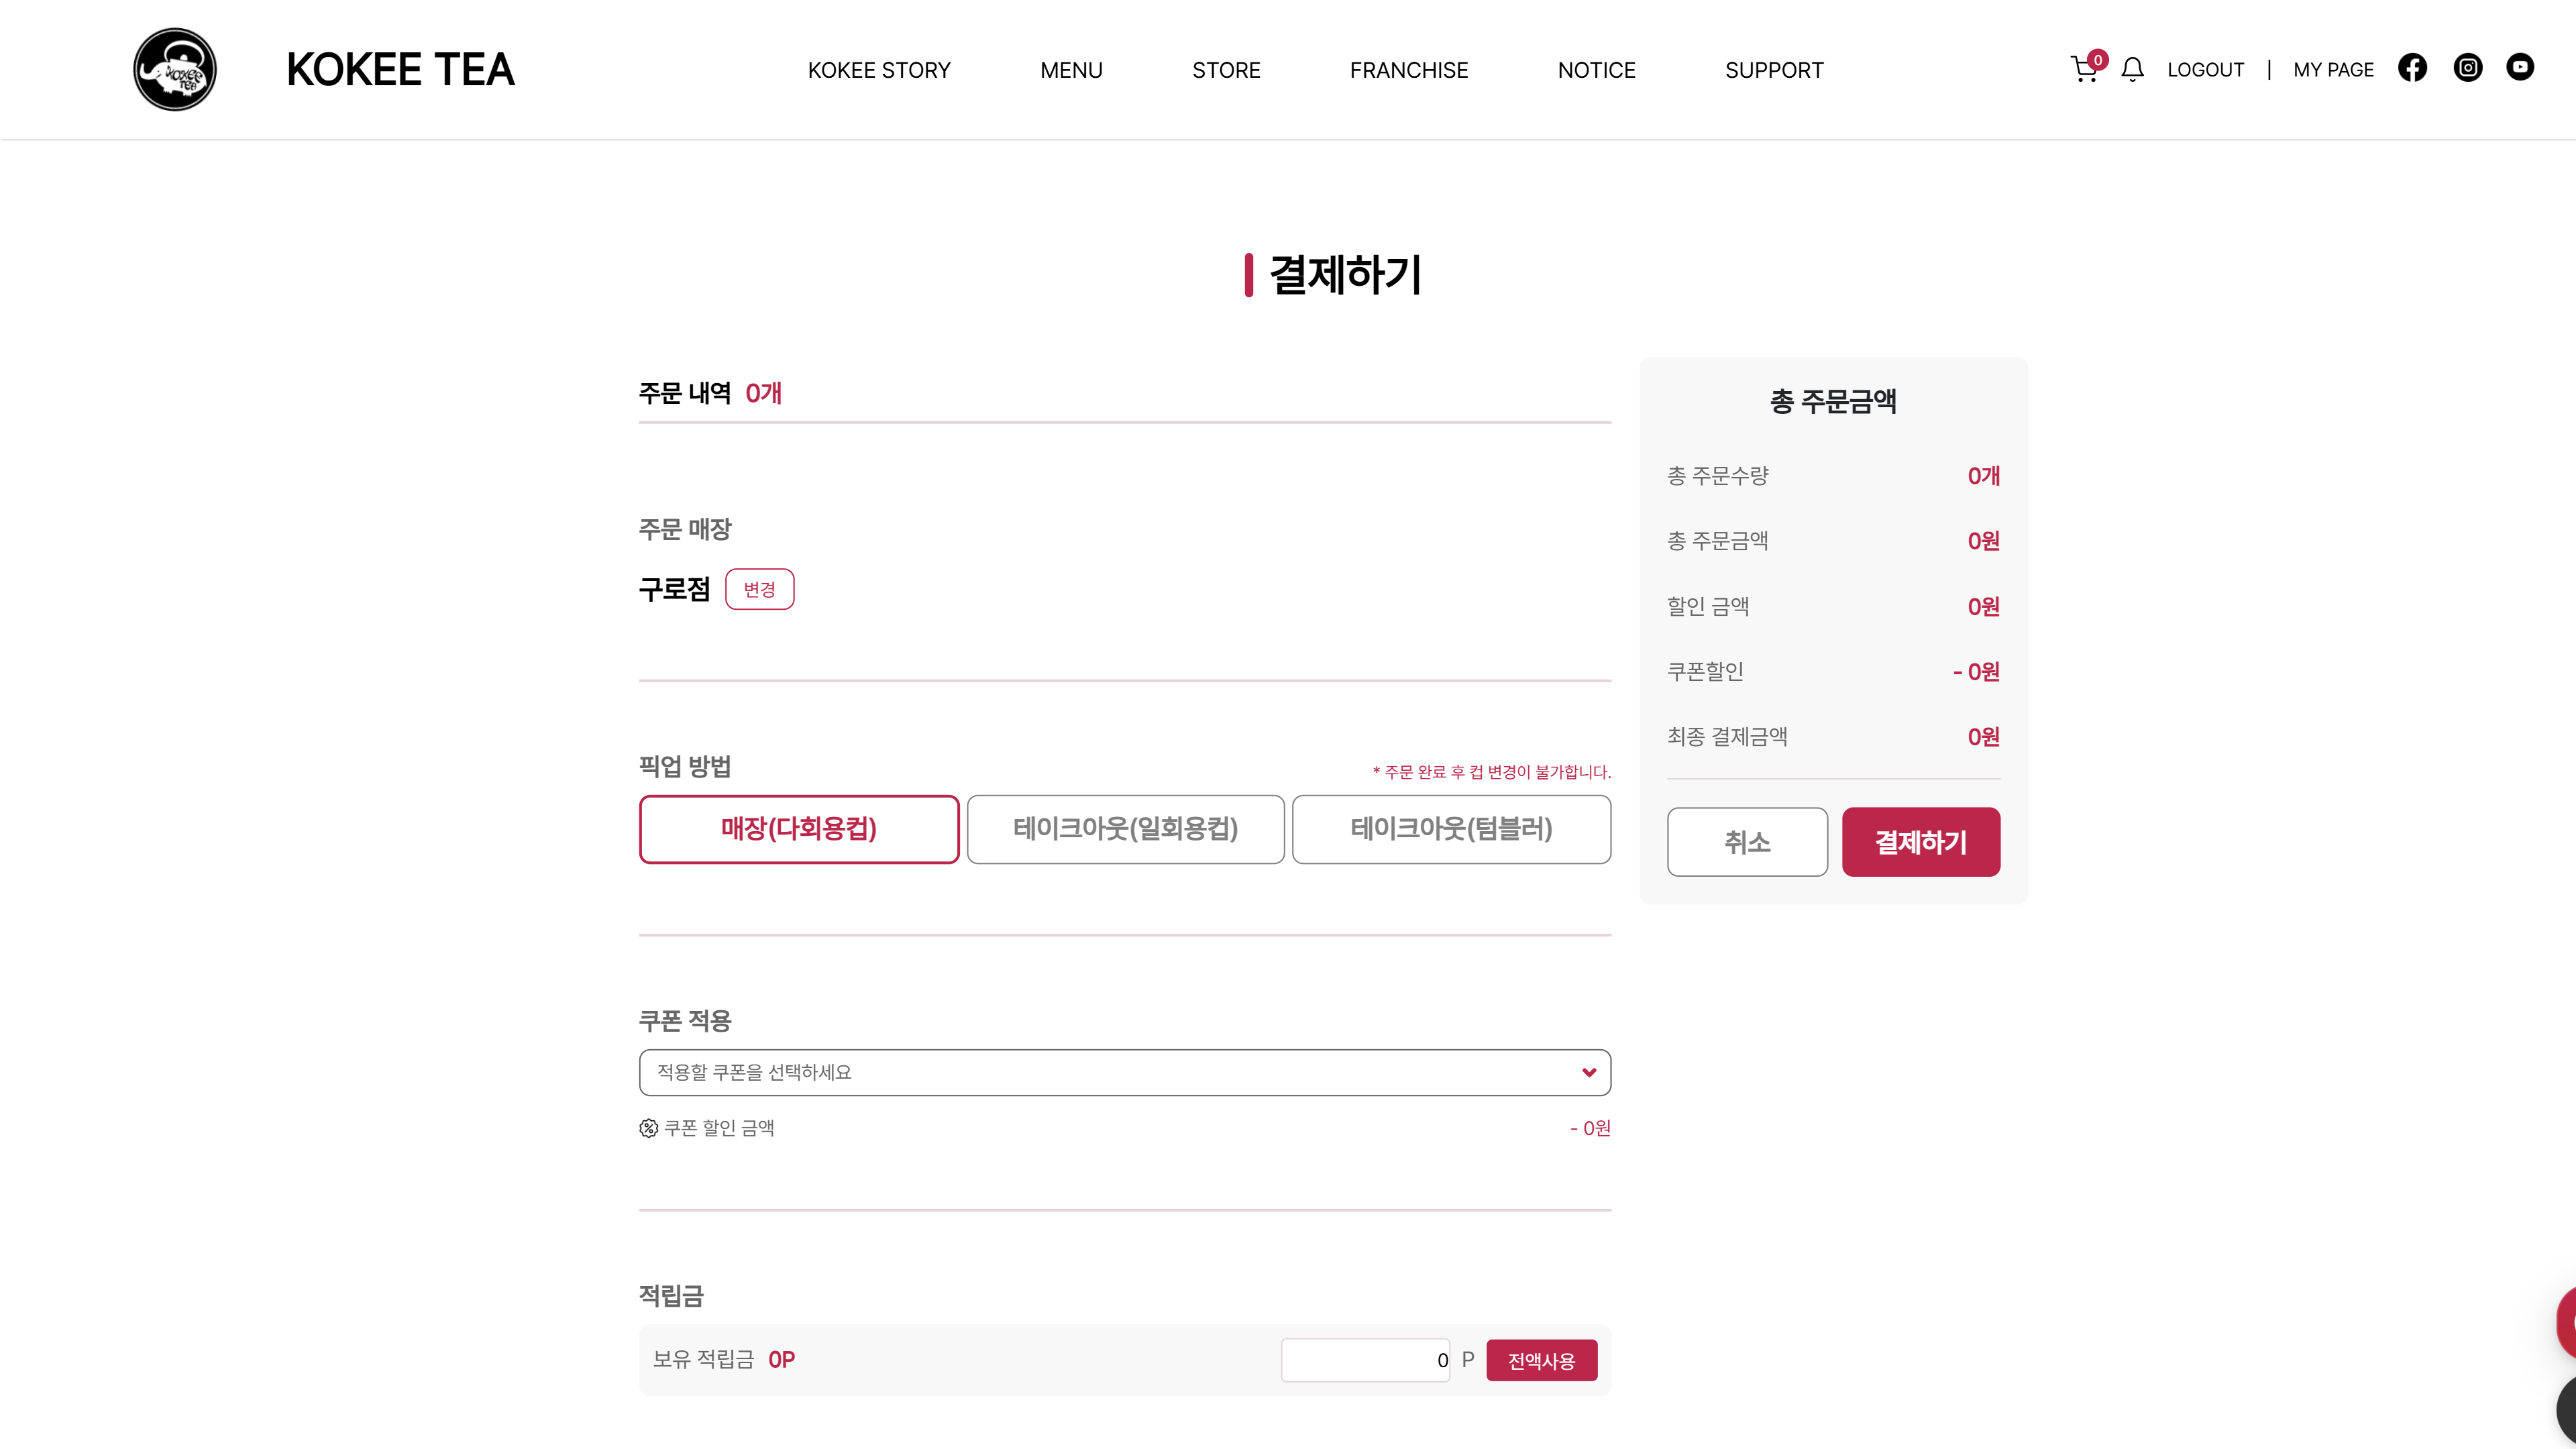 KOKEE TEA
KOKEE TEA
KOKEE STORY
MENU
STORE
FRANCHISE
NOTICE
SUPPORT
0
LOGOUT
|
MY PAGE
결제하기
주문 내역 0개
주문 매장
구로점 변경
픽업 방법
* 주문 완료 후 컵 변경이 불가합니다.
매장(다회용컵)
테이크아웃(일회용컵)
테이크아웃(텀블러)
쿠폰 적용
적용할 쿠폰을 선택하세요
쿠폰 할인 금액 - 0원
적립금
보유 적립금 0P 0 P 전액사용
총 주문금액
총 주문수량 0개
총 주문금액 0원
할인 금액 0원
쿠폰할인 - 0원
최종 결제금액 0원
취소 결제하기